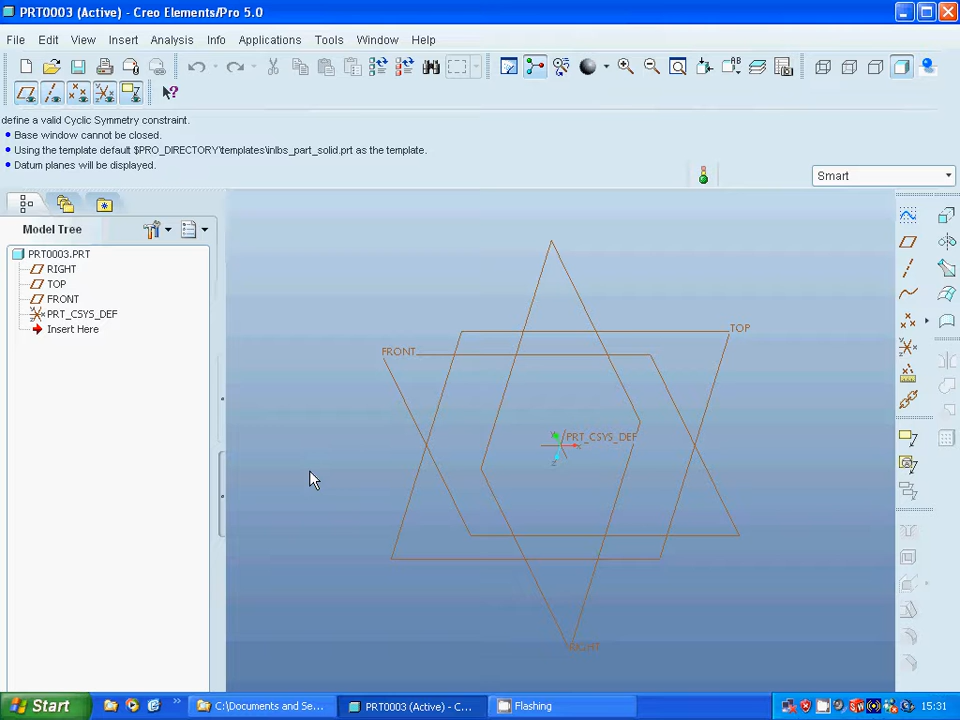 PRT0003 (Active) - Creo Elements/Pro 5.0
File Edit View Insert Analysis Info Applications Tools Window Help
define a valid Cyclic Symmetry constraint.
• Base window cannot be closed.
• Using the template default $PRO_DIRECTORY\templates\inlbs_part_solid.prt as the template.
• Datum planes will be displayed.
Smart
Model Tree
PRT0003.PRT
RIGHT
TOP
FRONT
PRT_CSYS_DEF
Insert Here
TOP
FRONT
Y
PRT_CSYS_DEF
X
Z
RIGHT
Start
C:\Documents and Se...
PRT0003 (Active) - C...
Flashing
15:31